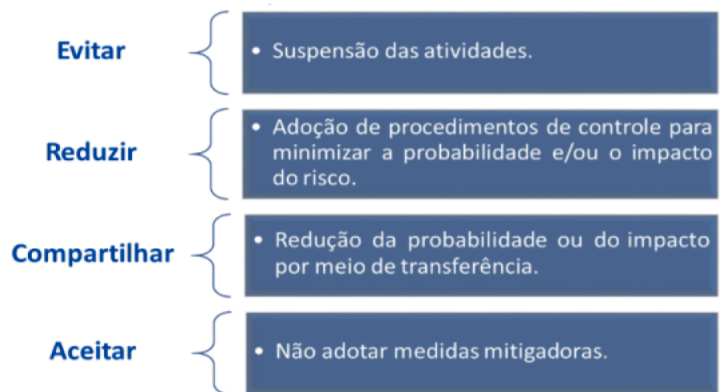 Evitar
• Suspensão das atividades.
Reduzir
• Adoção de procedimentos de controle para
minimizar a probabilidade e/ou o impacto
do risco.
Compartilhar
• Redução da probabilidade ou do impacto
por meio de transferência.
Aceitar
• Não adotar medidas mitigadoras.